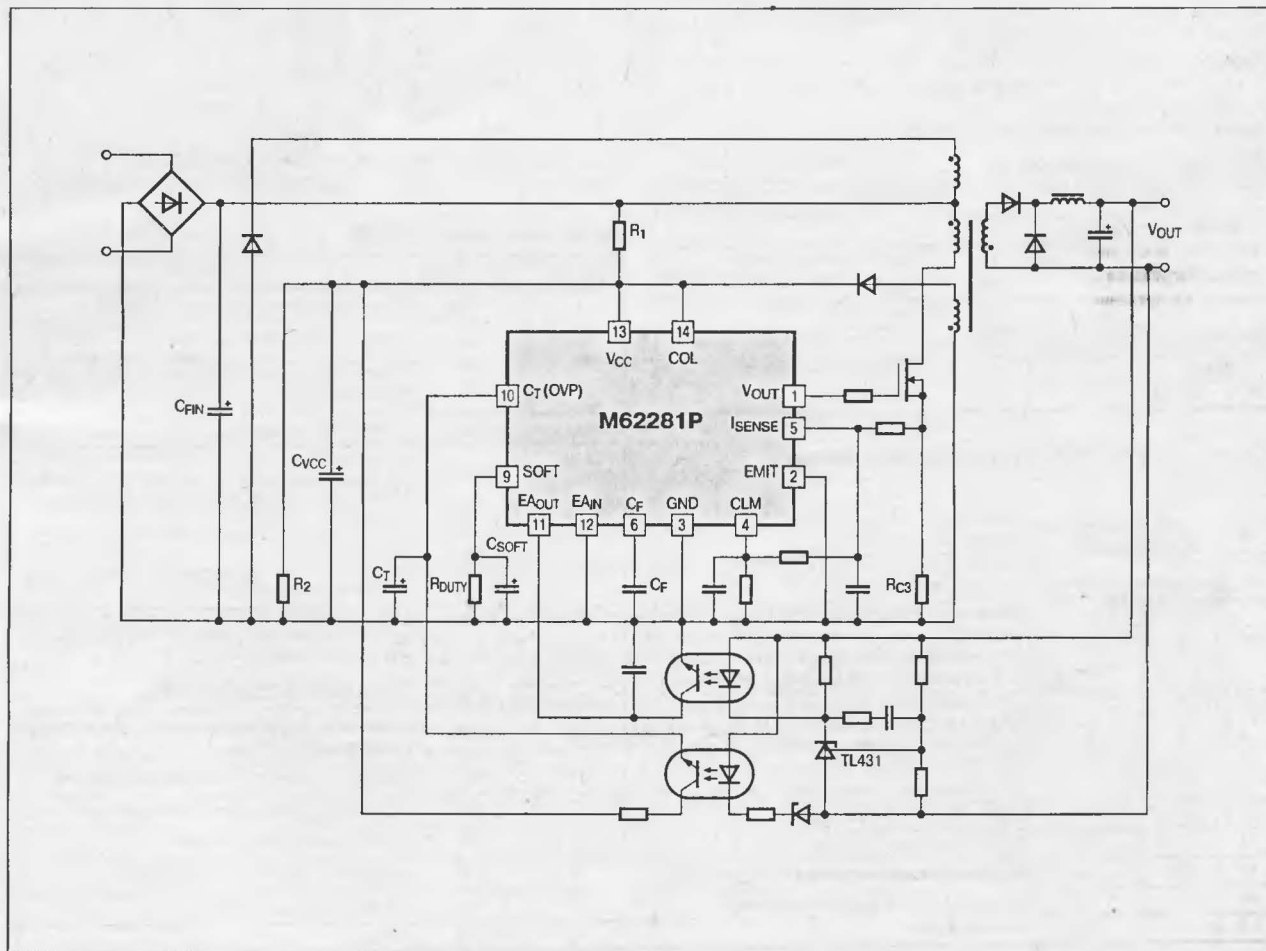 R1
VOUT
13
14
VCC
COL
10
CT (OVP)
VOUT
1
CFIN
M62281P
ISENSE
5
CVCC
9
SOFT
EMIT
2
EAOUT
EAIN
CF
GND
CLM
11
12
6
3
4
CSOFT
R2
CT
RDUTY
CF
RC3
TL431